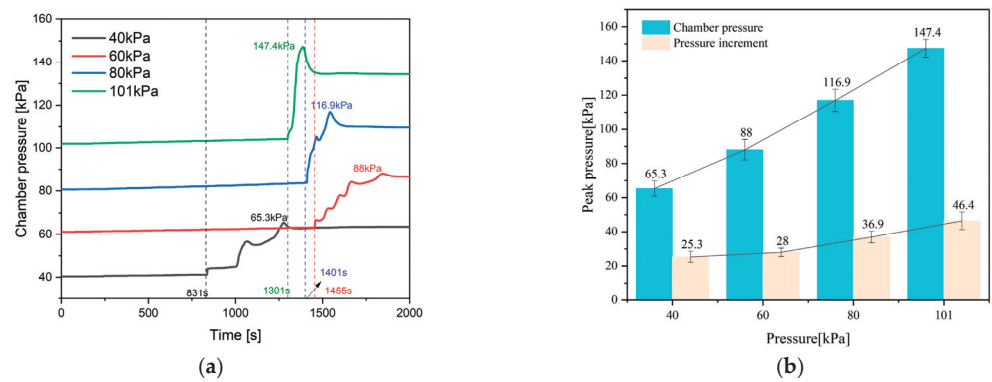 160
140
120
100
80
60
40
Chamber pressure [kPa]
40kPa
60kPa
80kPa
101kPa
147.4kPa
116.9kPa
88kPa
65.3kPa
831s
1301s
1401s
1455s
0
500
1000
1500
2000
Time [s]
(a)
160
140
120
100
80
60
40
20
0
Peak pressure[kPa]
Chamber pressure
Pressure increment
65.3
25.3
88
28
116.9
36.9
147.4
46.4
40
60
80
101
Pressure[kPa]
(b)